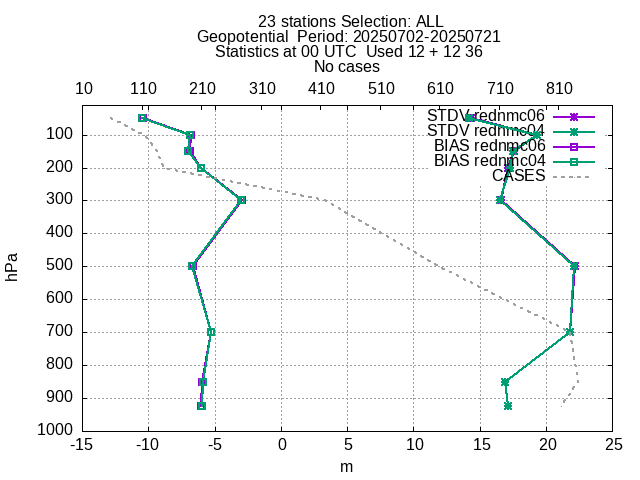 23 stations Selection: ALL
Geopotential  Period: 20250702-20250721
Statistics at 00 UTC  Used 12 + 12 36
No cases
10 110 210 310 410 510 610 710 810
STDV rednmc06
STDV rednmc04
BIAS rednmc06
BIAS rednmc04
CASES
100
200
300
400
500
600
700
800
900
1000
hPa
-15 -10 -5 0 5 10 15 20 25
m